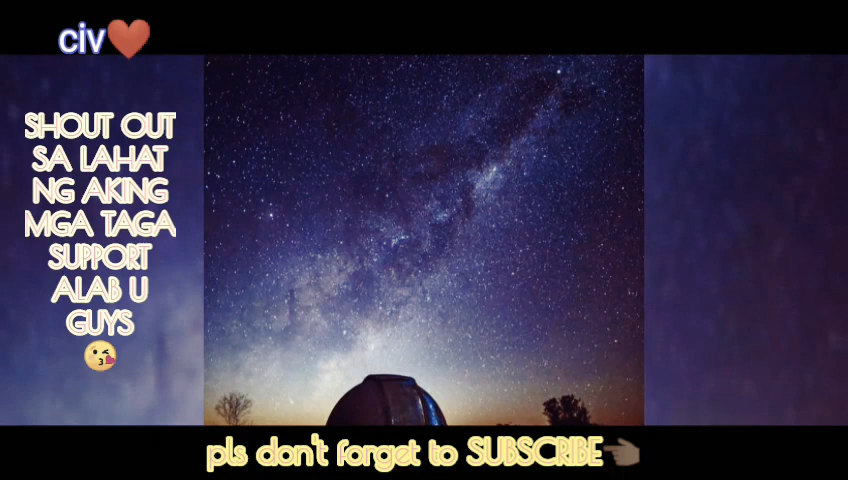 civ❤️
SHOUT OUT
SA LAHAT
NG AKING
MGA TAGA
SUPPORT
ALAB U
GUYS
😘
pls don't forget to SUBSCRIBE👈